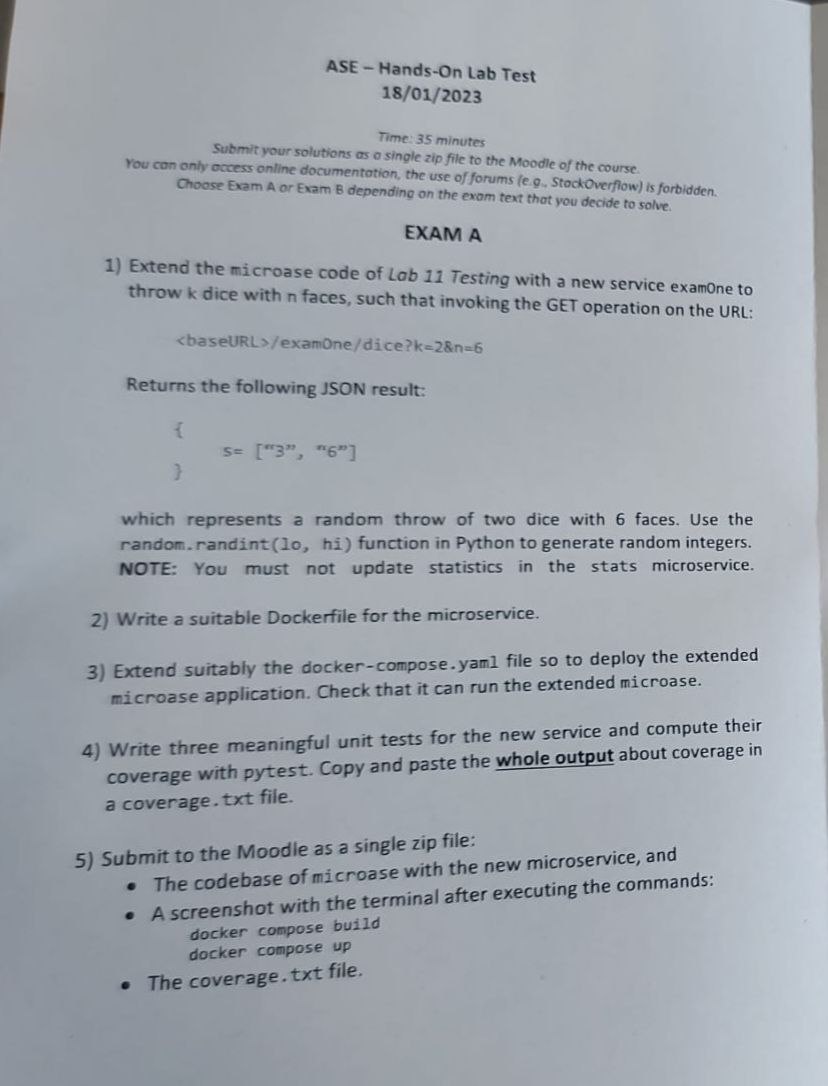 ASE – Hands-On Lab Test
18/01/2023
Time: 35 minutes
Submit your solutions as a single zip file to the Moodle of the course.
You can only access online documentation, the use of forums (e.g., StackOverflow) is forbidden.
Choose Exam A or Exam B depending on the exam text that you decide to solve.
EXAM A
1) Extend the microase code of Lab 11 Testing with a new service examOne to
throw k dice with n faces, such that invoking the GET operation on the URL:
<baseURL>/examOne/dice?k=2&n=6
Returns the following JSON result:
{
s= [“3”, “6”]
}
which represents a random throw of two dice with 6 faces. Use the
random.randint(lo, hi) function in Python to generate random integers.
NOTE: You must not update statistics in the stats microservice.
2) Write a suitable Dockerfile for the microservice.
3) Extend suitably the docker-compose.yaml file so to deploy the extended
microase application. Check that it can run the extended microase.
4) Write three meaningful unit tests for the new service and compute their
coverage with pytest. Copy and paste the whole output about coverage in
a coverage.txt file.
5) Submit to the Moodle as a single zip file:
• The codebase of microase with the new microservice, and
• A screenshot with the terminal after executing the commands:
docker compose build
docker compose up
• The coverage.txt file.